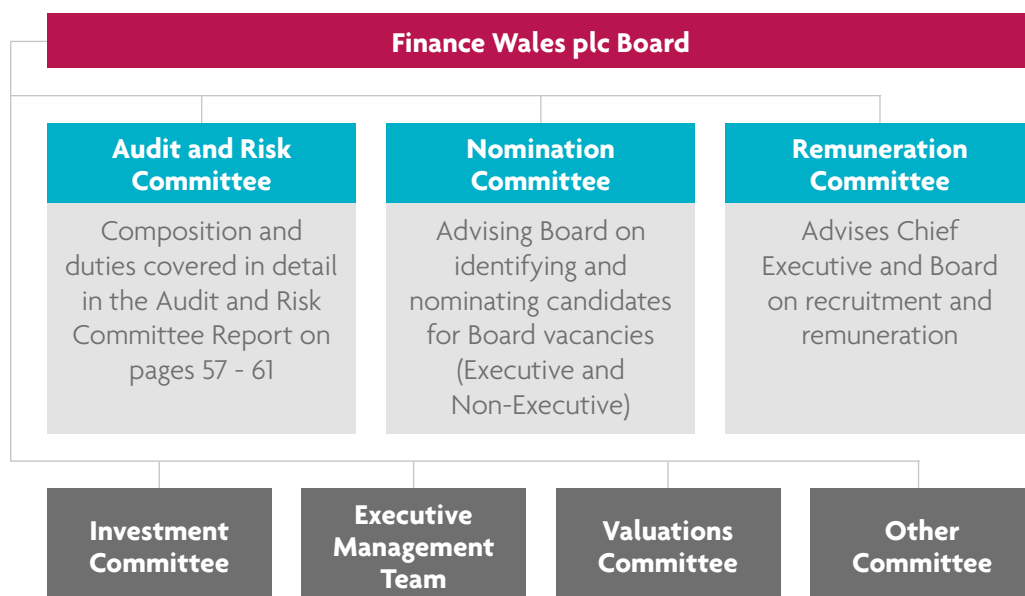 Finance Wales plc Board
Audit and Risk
Committee
Composition and
duties covered in detail
in the Audit and Risk
Committee Report on
pages 57 - 61
Nomination
Committee
Advising Board on
identifying and
nominating candidates
for Board vacancies
(Executive and
Non-Executive)
Remuneration
Committee
Advises Chief
Executive and Board
on recruitment and
remuneration
Investment
Committee
Executive
Management
Team
Valuations
Committee
Other
Committee